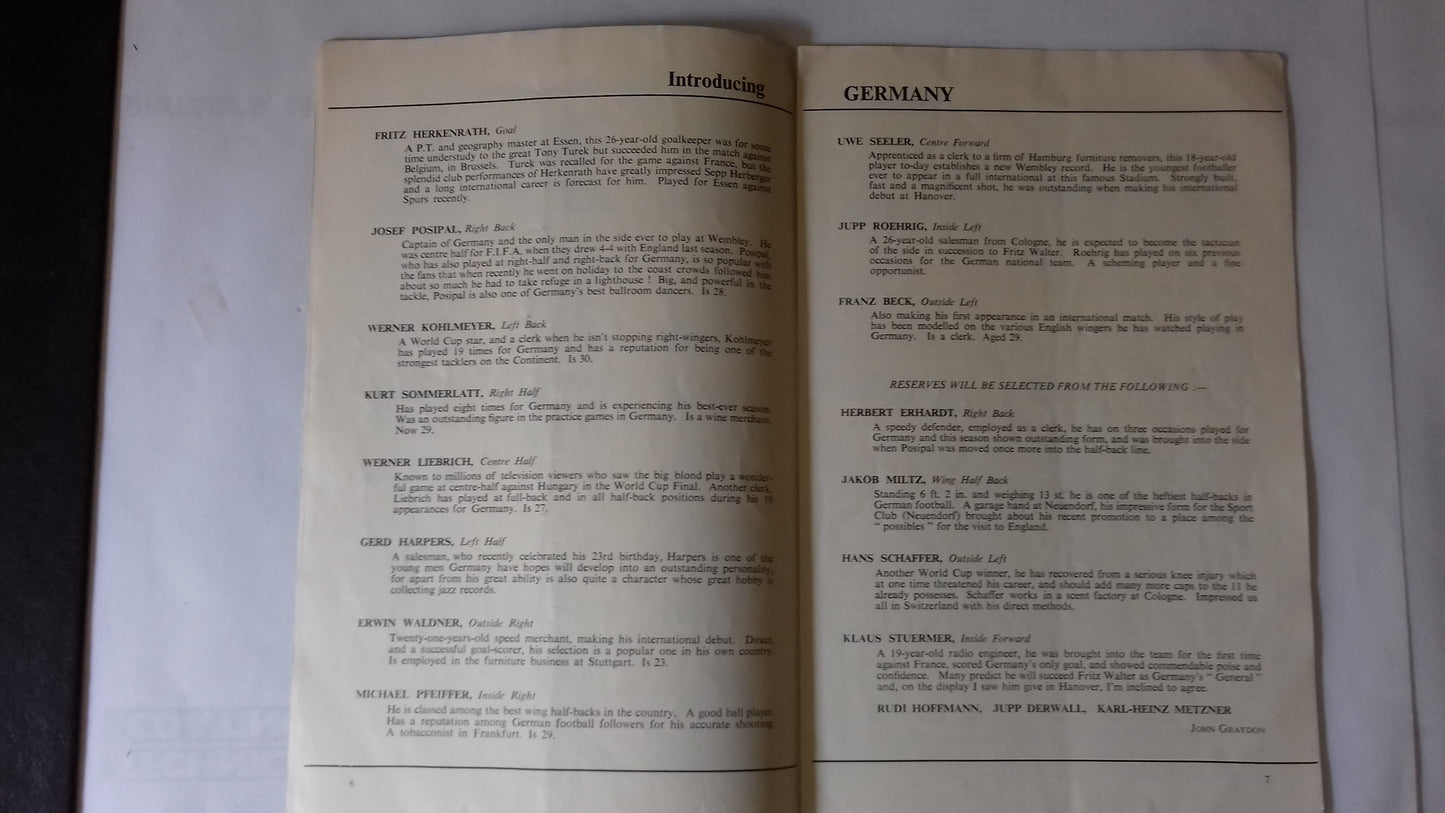 Introducing
FRITZ HERKENRATH, Goal
A P.T. and geography master at Essen, this 26-year-old goalkeeper was for some
time understudy to the great Tony Turek but succeeded him in the match against
Belgium, in Brussels. Turek was recalled for the game against France, but the
splendid club performances of Herkenrath have greatly impressed Sepp Herberger
and a long international career is forecast for him. Played for Essen against
Spurs recently.
JOSEF POSIPAL, Right Back
Captain of Germany and the only man in the side ever to play at Wembley. He
was centre half for F.I.F.A. when they drew 4-4 with England last season. Posipal,
who has also played at right-half and right-back for Germany, is so popular with
the fans that when recently he went on holiday to the coast crowds followed him
about so much he had to take refuge in a lighthouse ! Big, and powerful in the
tackle, Posipal is also one of Germany's best ballroom dancers. Is 28.
WERNER KOHLMEYER, Left Back
A World Cup star, and a clerk when he isn't stopping right-wingers, Kohlmeyer
has played 19 times for Germany and has a reputation for being one of the
strongest tacklers on the Continent. Is 30.
KURT SOMMERLATT, Right Half
Has played eight times for Germany and is experiencing his best-ever season.
Was an outstanding figure in the practice games in Germany. Is a wine merchant.
Now 29.
WERNER LIEBRICH, Centre Half
Known to millions of television viewers who saw the big blond play a wonder-
ful game at centre-half against Hungary in the World Cup Final. Another clerk,
Liebrich has played at full-back and in all half-back positions during his 10
appearances for Germany. Is 27.
GERD HARPERS, Left Half
A salesman, who recently celebrated his 23rd birthday, Harpers is one of the
young men Germany have hopes will develop into an outstanding personality,
for apart from his great ability is also quite a character whose great hobby is
collecting jazz records.
ERWIN WALDNER, Outside Right
Twenty-one-years-old speed merchant, making his international debut. Direct,
and a successful goal-scorer, his selection is a popular one in his own country.
Is employed in the furniture business at Stuttgart. Is 23.
MICHAEL PFEIFFER, Inside Right
He is classed among the best wing half-backs in the country. A good ball player.
Has a reputation among German football followers for his accurate shooting.
A tobacconist in Frankfurt. Is 29.
6
GERMANY
UWE SEELER, Centre Forward
Apprenticed as a clerk to a firm of Hamburg furniture removers, this 18-year-old
player to-day establishes a new Wembley record. He is the youngest footballer
ever to appear in a full international at this famous Stadium. Strongly built,
fast and a magnificent shot, he was outstanding when making his international
debut at Hanover.
JUPP ROEHRIG, Inside Left
A 26-year-old salesman from Cologne, he is expected to become the tactician
of the side in succession to Fritz Walter. Roehrig has played on six previous
occasions for the German national team. A scheming player and a fine
opportunist.
FRANZ BECK, Outside Left
Also making his first appearance in an international match. His style of play
has been modelled on the various English wingers he has watched playing in
Germany. Is a clerk. Aged 29.
RESERVES WILL BE SELECTED FROM THE FOLLOWING :—
HERBERT ERHARDT, Right Back
A speedy defender, employed as a clerk, he has on three occasions played for
Germany and this season shown outstanding form, and was brought into the side
when Posipal was moved once more into the half-back line.
JAKOB MILTZ, Wing Half Back
Standing 6 ft. 2 in. and weighing 13 st. he is one of the heftiest half-backs in
German football. A garage hand at Neuendorf, his impressive form for the Sport
Club (Neuendorf) brought about his recent promotion to a place among the
" possibles " for the visit to England.
HANS SCHAFFER, Outside Left
Another World Cup winner, he has recovered from a serious knee injury which
at one time threatened his career, and should add many more caps to the 11 he
already possesses. Schaffer works in a scent factory at Cologne. Impressed us
all in Switzerland with his direct methods.
KLAUS STUERMER, Inside Forward
A 19-year-old radio engineer, he was brought into the team for the first time
against France, scored Germany's only goal, and showed commendable poise and
confidence. Many predict he will succeed Fritz Walter as Germany's " General "
and, on the display I saw him give in Hanover, I'm inclined to agree.
RUDI HOFFMANN, JUPP DERWALL, KARL-HEINZ METZNER
JOHN GRAYDON
7